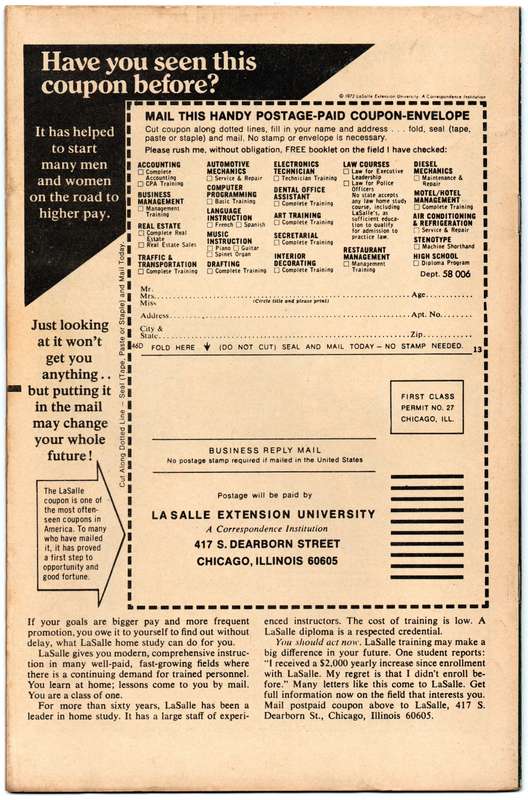 Have you seen this
coupon before?
© 1972 LaSalle Extension University A Correspondence Institution
It has helped
to start
many men
and women
on the road to
higher pay.
MAIL THIS HANDY POSTAGE-PAID COUPON-ENVELOPE
Cut coupon along dotted lines, fill in your name and address . . . fold, seal (tape,
paste or staple) and mail. No stamp or envelope is necessary.
Please rush me, without obligation, FREE booklet on the field I have checked:
ACCOUNTING
Complete
Accounting
CPA Training
BUSINESS
MANAGEMENT
Management
Training
REAL ESTATE
Complete Real
Estate
Real Estate Sales
TRAFFIC &
TRANSPORTATION
Complete Training
AUTOMOTIVE
MECHANICS
Service & Repair
COMPUTER
PROGRAMMING
Basic Training
LANGUAGE
INSTRUCTION
French Spanish
MUSIC
INSTRUCTION
Piano Guitar
Spinet Organ
DRAFTING
Complete Training
ELECTRONICS
TECHNICIAN
Technician Training
DENTAL OFFICE
ASSISTANT
Complete Training
ART TRAINING
Complete Training
SECRETARIAL
Complete Training
INTERIOR
DECORATING
Complete Training
LAW COURSES
Law for Executive
Leadership
Law for Police
Officers
No state accepts
any law home study
course, including
LaSalle's, as
sufficient educa-
tion to qualify
for admission to
practice law.
RESTAURANT
MANAGEMENT
Management
Training
DIESEL
MECHANICS
Maintenance &
Repair
MOTEL/HOTEL
MANAGEMENT
Complete Training
AIR CONDITIONING
& REFRIGERATION
Service & Repair
STENOTYPE
Machine Shorthand
HIGH SCHOOL
Diploma Program
Dept. 58 006
Mr.
Mrs. Age
Miss (Circle title and please print)
Address Apt. No.
City &
State Zip
46D FOLD HERE (DO NOT CUT) SEAL AND MAIL TODAY – NO STAMP NEEDED. 13
Cut Along Dotted Line – Seal (Tape, Paste or Staple) and Mail Today.
Just looking
at it won't
get you
anything . .
but putting it
in the mail
may change
your whole
future!
The LaSalle
coupon is one of
the most often-
seen coupons in
America. To many
who have mailed
it, it has proved
a first step to
opportunity and
good fortune.
FIRST CLASS
PERMIT NO. 27
CHICAGO, ILL.
BUSINESS REPLY MAIL
No postage stamp required if mailed in the United States
Postage will be paid by
LA SALLE EXTENSION UNIVERSITY
A Correspondence Institution
417 S. DEARBORN STREET
CHICAGO, ILLINOIS 60605
If your goals are bigger pay and more frequent
promotion, you owe it to yourself to find out without
delay, what LaSalle home study can do for you.
LaSalle gives you modern, comprehensive instruc-
tion in many well-paid, fast-growing fields where
there is a continuing demand for trained personnel.
You learn at home; lessons come to you by mail.
You are a class of one.
For more than sixty years, LaSalle has been a
leader in home study. It has a large staff of experi-
enced instructors. The cost of training is low. A
LaSalle diploma is a respected credential.
You should act now. LaSalle training may make a
big difference in your future. One student reports:
"I received a $2,000 yearly increase since enrollment
with LaSalle. My regret is that I didn't enroll be-
fore." Many letters like this come to LaSalle. Get
full information now on the field that interests you.
Mail postpaid coupon above to LaSalle, 417 S.
Dearborn St., Chicago, Illinois 60605.